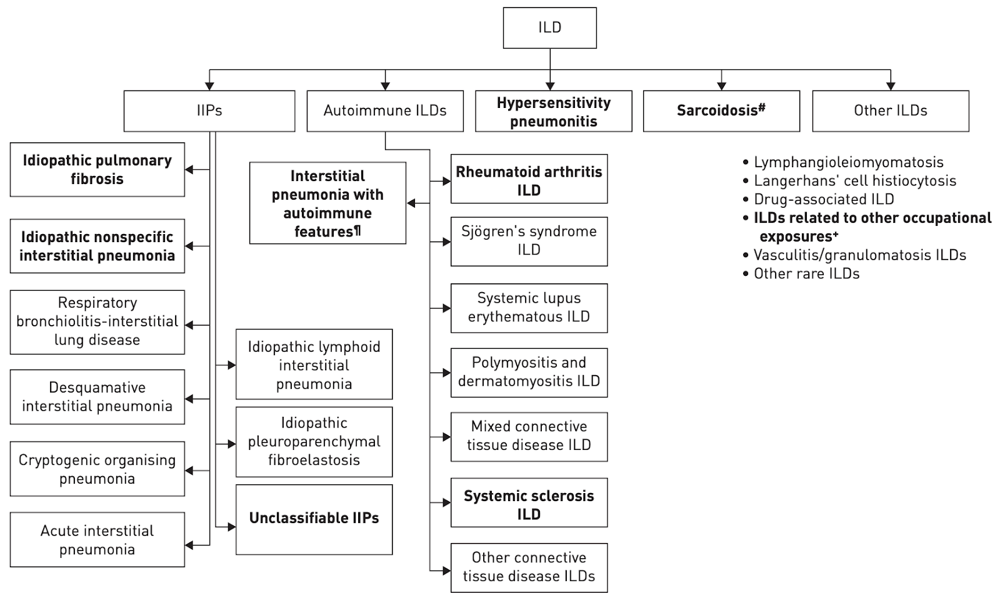 ILD
IIPs
Autoimmune ILDs
Hypersensitivity
pneumonitis
Sarcoidosis#
Other ILDs
Idiopathic pulmonary
fibrosis
Idiopathic nonspecific
interstitial pneumonia
Respiratory
bronchiolitis-interstitial
lung disease
Desquamative
interstitial pneumonia
Cryptogenic organising
pneumonia
Acute interstitial
pneumonia
Idiopathic lymphoid
interstitial
pneumonia
Idiopathic
pleuroparenchymal
fibroelastosis
Unclassifiable IIPs
Interstitial
pneumonia with
autoimmune
features¶
Rheumatoid arthritis
ILD
Sjögren's syndrome
ILD
Systemic lupus
erythematous ILD
Polymyositis and
dermatomyositis ILD
Mixed connective
tissue disease ILD
Systemic sclerosis
ILD
Other connective
tissue disease ILDs
• Lymphangioleiomyomatosis
• Langerhans' cell histiocytosis
• Drug-associated ILD
• ILDs related to other occupational
exposures+
• Vasculitis/granulomatosis ILDs
• Other rare ILDs